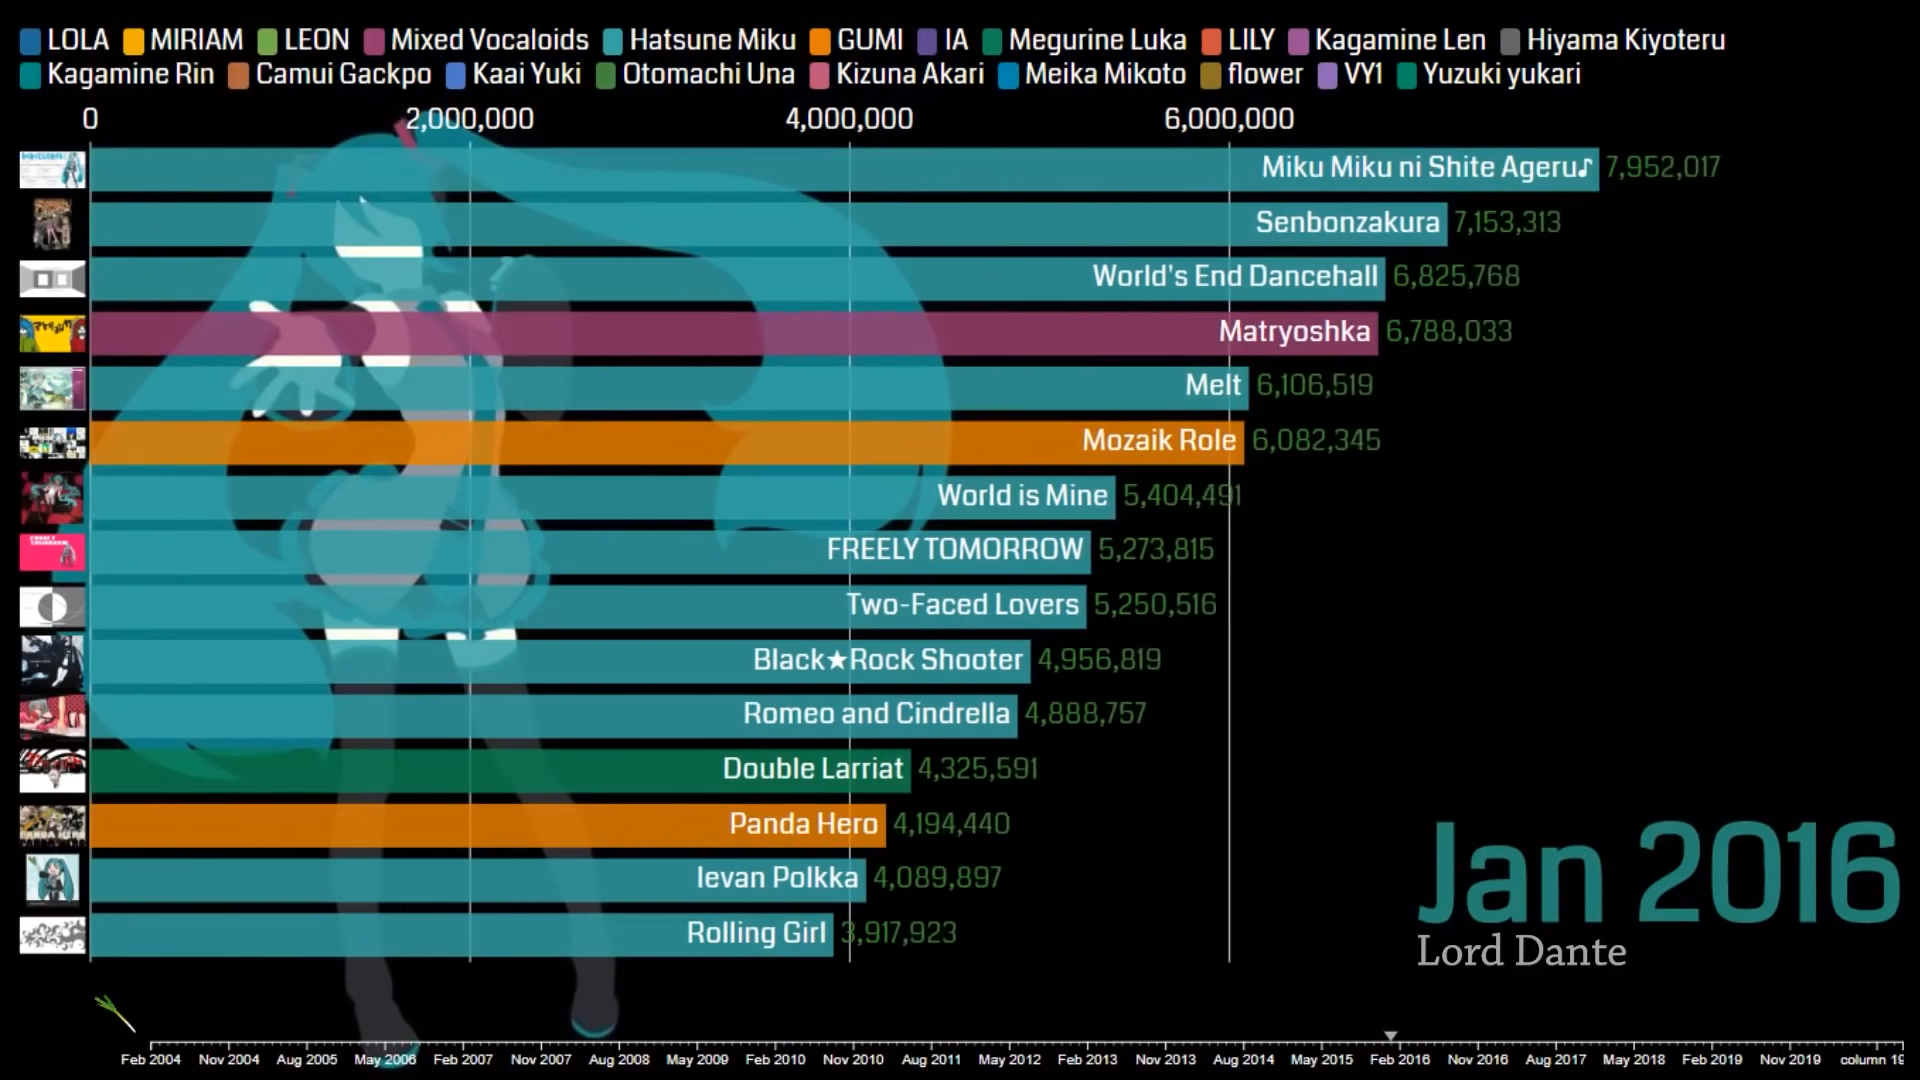 LOLA MIRIAM LEON Mixed Vocaloids Hatsune Miku GUMI IA Megurine Luka LILY Kagamine Len Hiyama Kiyoteru
Kagamine Rin Camui Gackpo Kaai Yuki Otomachi Una Kizuna Akari Meika Mikoto flower VY1 Yuzuki yukari
0 2,000,000 4,000,000 6,000,000
Miku Miku ni Shite Ageru♪ 7,952,017
Senbonzakura 7,153,313
World's End Dancehall 6,825,768
Matryoshka 6,788,033
Melt 6,106,519
Mozaik Role 6,082,345
World is Mine 5,404,491
FREELY TOMORROW 5,273,815
Two-Faced Lovers 5,250,516
Black★Rock Shooter 4,956,819
Romeo and Cindrella 4,888,757
Double Larriat 4,325,591
Panda Hero 4,194,440
Ievan Polkka 4,089,897
Rolling Girl 3,917,923
Jan 2016
Lord Dante
Feb 2004 Nov 2004 Aug 2005 May 2006 Feb 2007 Nov 2007 Aug 2008 May 2009 Feb 2010 Nov 2010 Aug 2011 May 2012 Feb 2013 Nov 2013 Aug 2014 May 2015 Feb 2016 Nov 2016 Aug 2017 May 2018 Feb 2019 Nov 2019 column 19